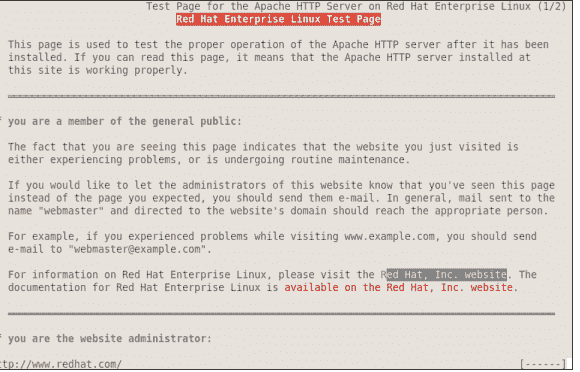 Test Page for the Apache HTTP Server on Red Hat Enterprise Linux (1/2)
Red Hat Enterprise Linux Test Page
This page is used to test the proper operation of the Apache HTTP server after it has been
installed. If you can read this page, it means that the Apache HTTP server installed at
this site is working properly.
f you are a member of the general public:
The fact that you are seeing this page indicates that the website you just visited is
either experiencing problems, or is undergoing routine maintenance.
If you would like to let the administrators of this website know that you've seen this page
instead of the page you expected, you should send them e-mail. In general, mail sent to the
name "webmaster" and directed to the website's domain should reach the appropriate person.
For example, if you experienced problems while visiting www.example.com, you should send
e-mail to "webmaster@example.com".
For information on Red Hat Enterprise Linux, please visit the Red Hat, Inc. website. The
documentation for Red Hat Enterprise Linux is available on the Red Hat, Inc. website.
f you are the website administrator:
ttp://www.redhat.com/ [------]